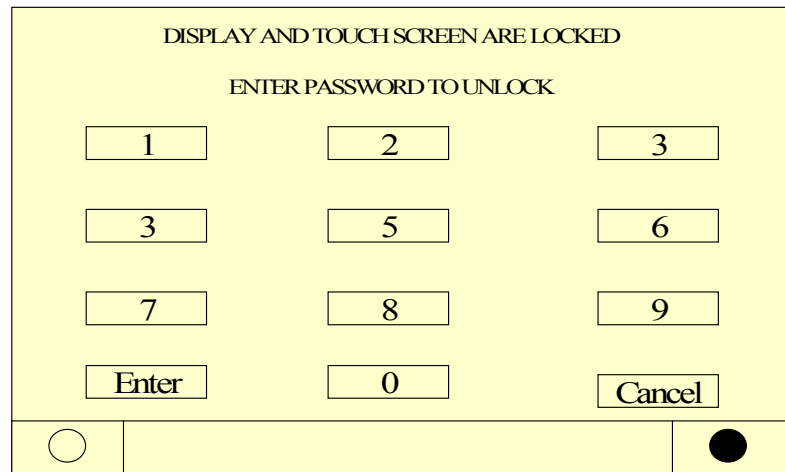 DISPLAY AND TOUCH SCREEN ARE LOCKED
ENTER PASSWORD TO UNLOCK
1 2 3
3 5 6
7 8 9
Enter 0 Cancel